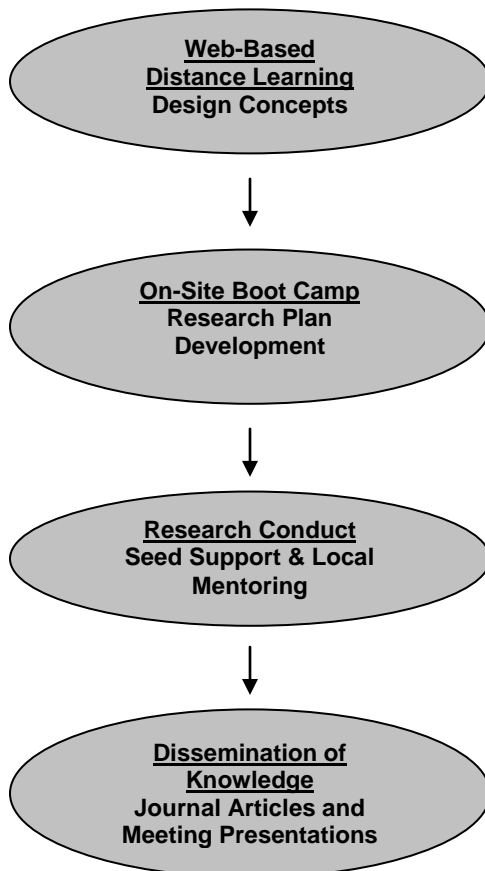 Web-Based
Distance Learning
Design Concepts
On-Site Boot Camp
Research Plan
Development
Research Conduct
Seed Support & Local
Mentoring
Dissemination of
Knowledge
Journal Articles and
Meeting Presentations